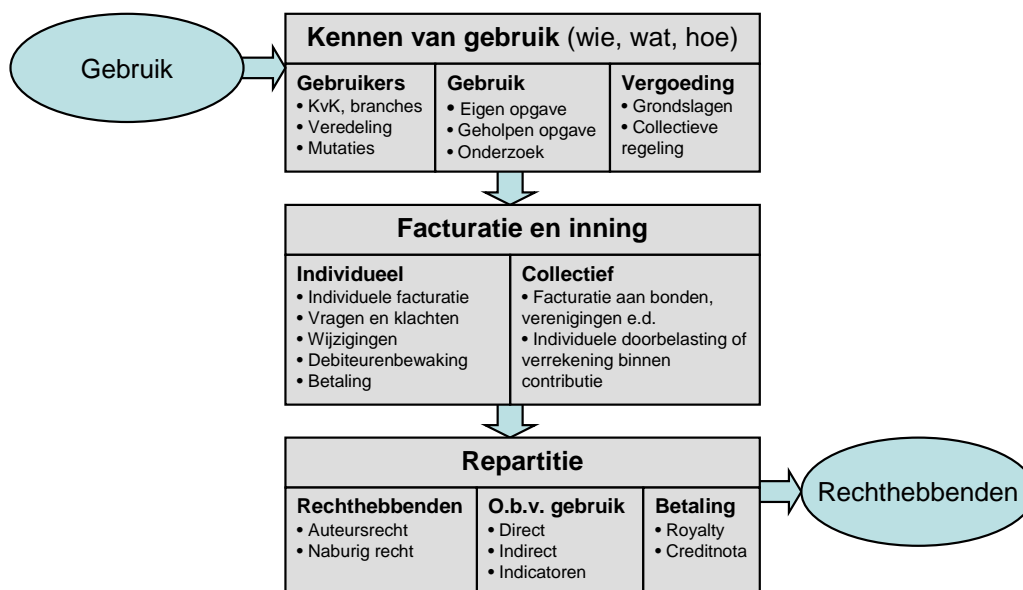 Gebruik
Kennen van gebruik (wie, wat, hoe)
Gebruikers
• KvK, branches
• Veredeling
• Mutaties
Gebruik
• Eigen opgave
• Geholpen opgave
• Onderzoek
Vergoeding
• Grondslagen
• Collectieve
regeling
Facturatie en inning
Individueel
• Individuele facturatie
• Vragen en klachten
• Wijzigingen
• Debiteurenbewaking
• Betaling
Collectief
• Facturatie aan bonden,
verenigingen e.d.
• Individuele doorbelasting of
verrekening binnen
contributie
Repartitie
Rechthebbenden
• Auteursrecht
• Naburig recht
O.b.v. gebruik
• Direct
• Indirect
• Indicatoren
Betaling
• Royalty
• Creditnota
Rechthebbenden